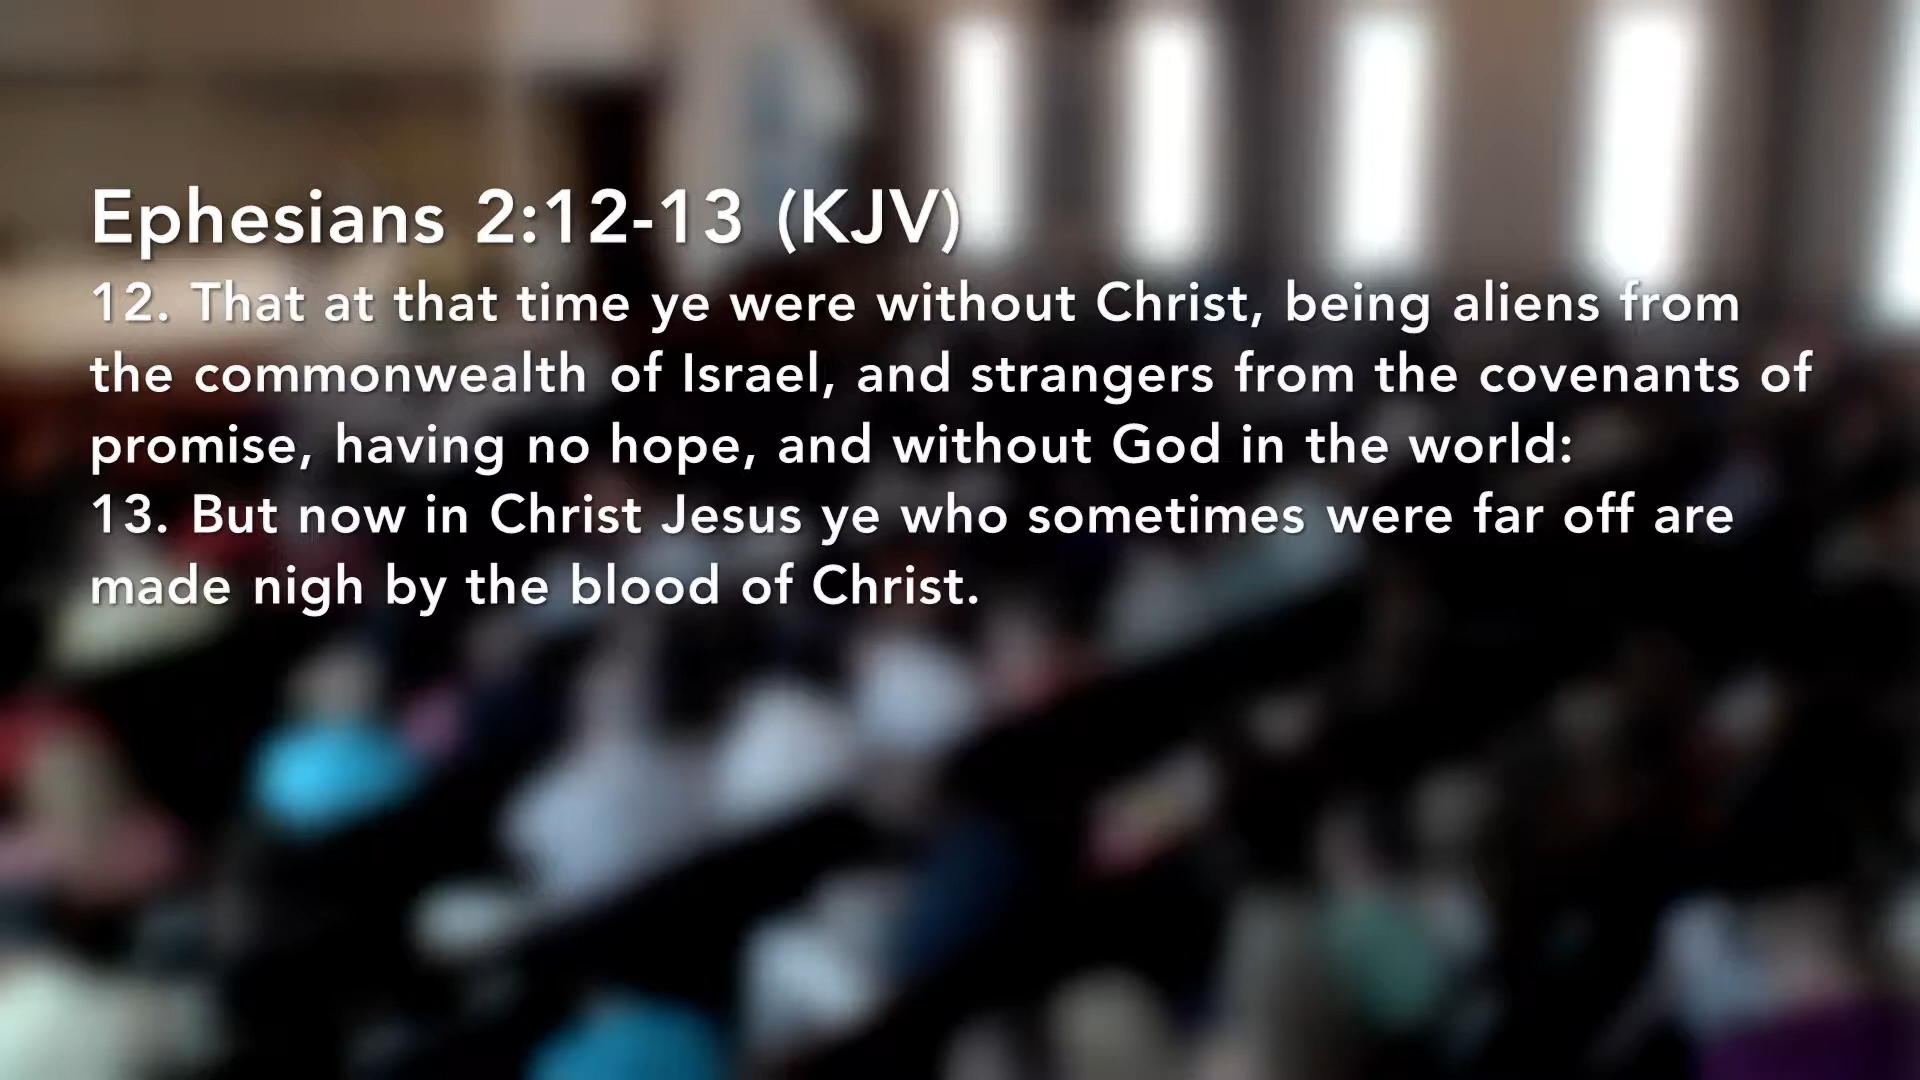 Ephesians 2:12-13 (KJV)
12. That at that time ye were without Christ, being aliens from
the commonwealth of Israel, and strangers from the covenants of
promise, having no hope, and without God in the world:
13. But now in Christ Jesus ye who sometimes were far off are
made nigh by the blood of Christ.